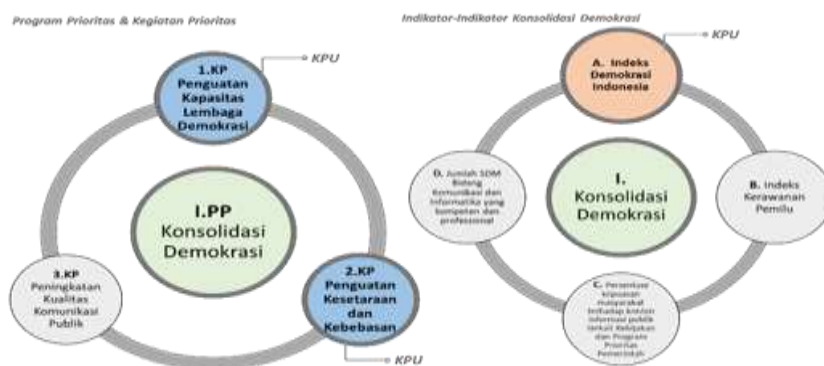 Program Prioritas & Kegiatan Prioritas
KPU
1.KP
Penguatan
Kapasitas
Lembaga
Demokrasi
I.PP
Konsolidasi
Demokrasi
3.KP
Peningkatan
Kualitas
Komunikasi
Publik
2.KP
Penguatan
Kesetaraan
dan
Kebebasan
KPU
Indikator-Indikator Konsolidasi Demokrasi
KPU
A. Indeks
Demokrasi
Indonesia
D. Jumlah SDM
Bidang
Komunikasi dan
Informatika yang
kompeten dan
professional
I.
Konsolidasi
Demokrasi
B. Indeks
Kerawanan
Pemilu
C. Persentase
kepuasan
masyarakat
terhadap
informasi publik
terkait Kebijakan
dan Program
Prioritas
Pemerintah